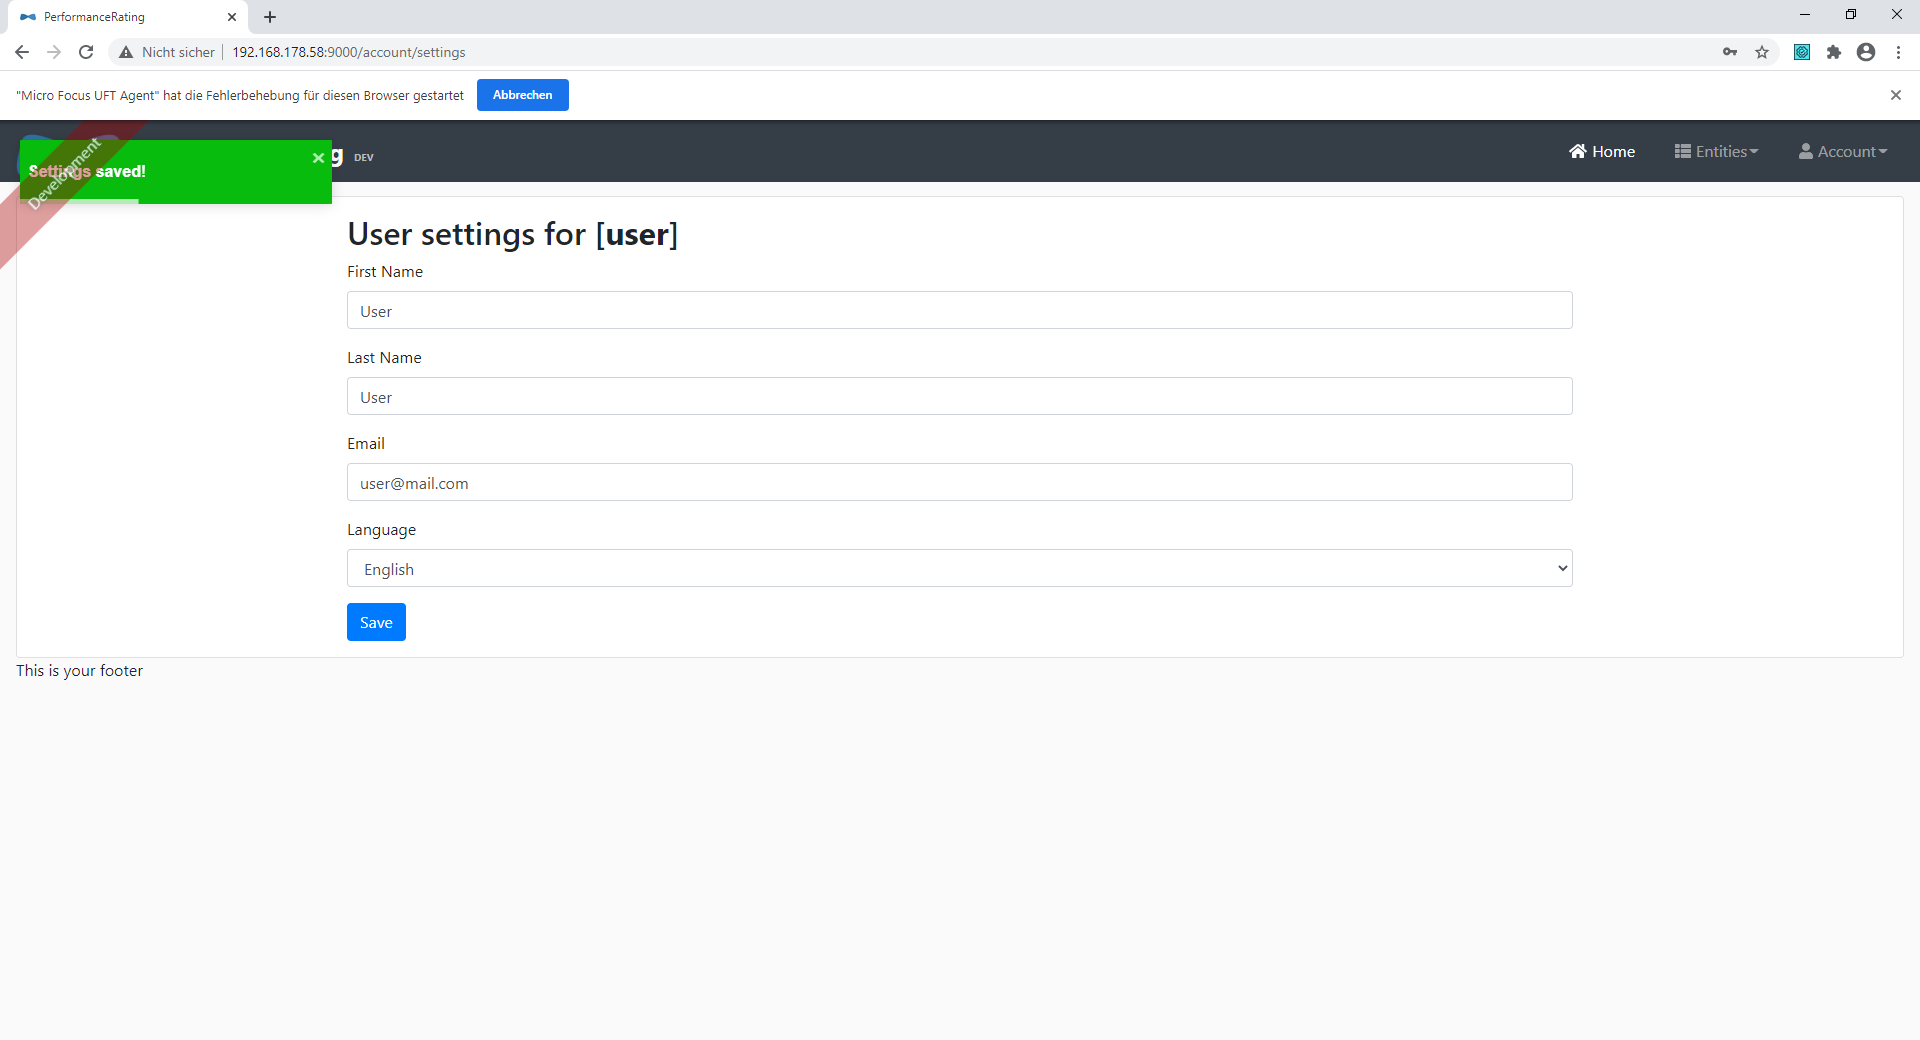 PerformanceRating
Nicht sicher
192.168.178.58:9000/account/settings
"Micro Focus UFT Agent" hat die Fehlerbehebung für diesen Browser gestartet
Abbrechen
Development
Settings saved!
g DEV
Home
Entities
Account
User settings for [user]
First Name
User
Last Name
User
Email
user@mail.com
Language
English
Save
This is your footer